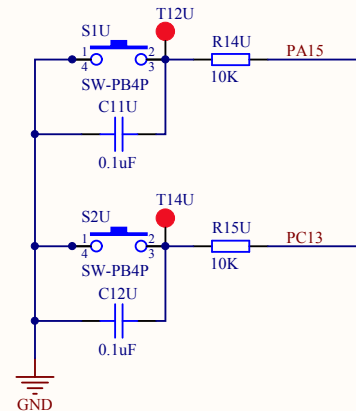 T12U
S1U
R14U
PA15
1
4
2
3
10K
SW-PB4P
C11U
0.1uF
T14U
S2U
R15U
PC13
1
4
2
3
10K
SW-PB4P
C12U
0.1uF
GND